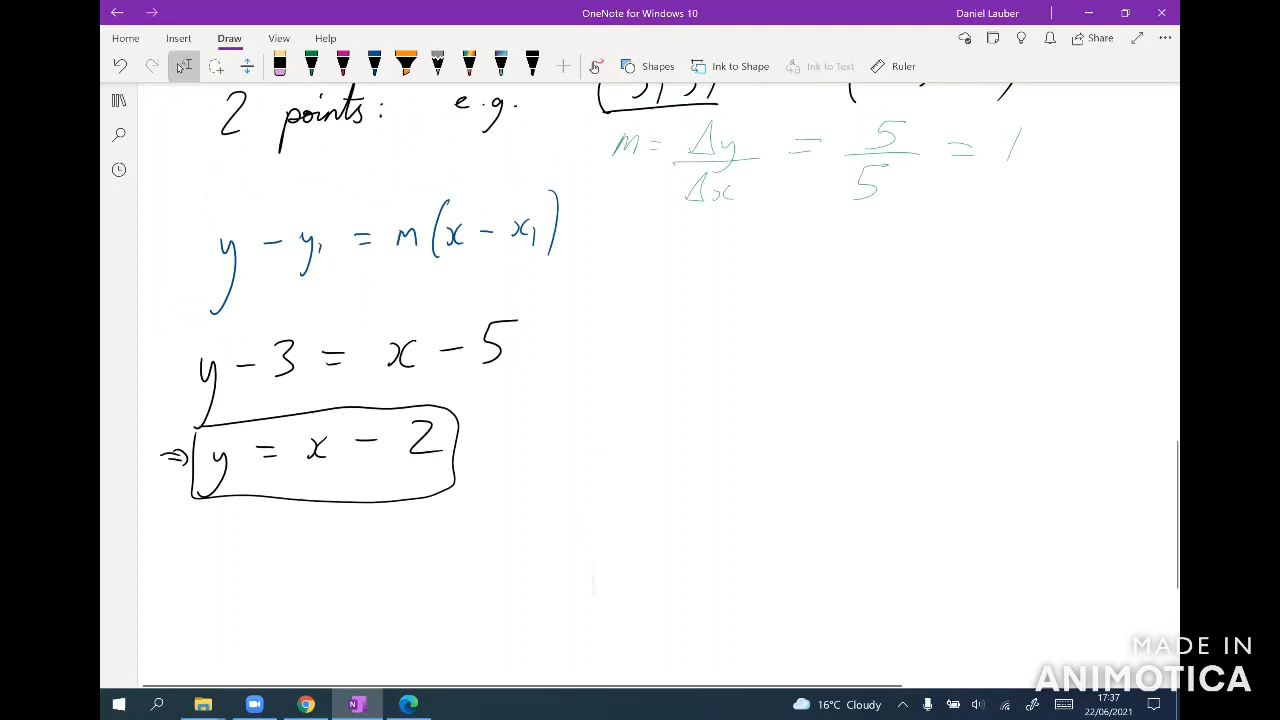 OneNote for Windows 10
Daniel Lauber
Home Insert Draw View Help
Share
Shapes Ink to Shape Ink to Text Ruler
2 points: e.g.
m = Δy/Δx = 5/5 = 1
y - y₁ = m(x - x₁)
y - 3 = x - 5
⇒ y = x - 2
MADE IN
ANIMOTICA
16°C Cloudy
17:37
22/06/2021